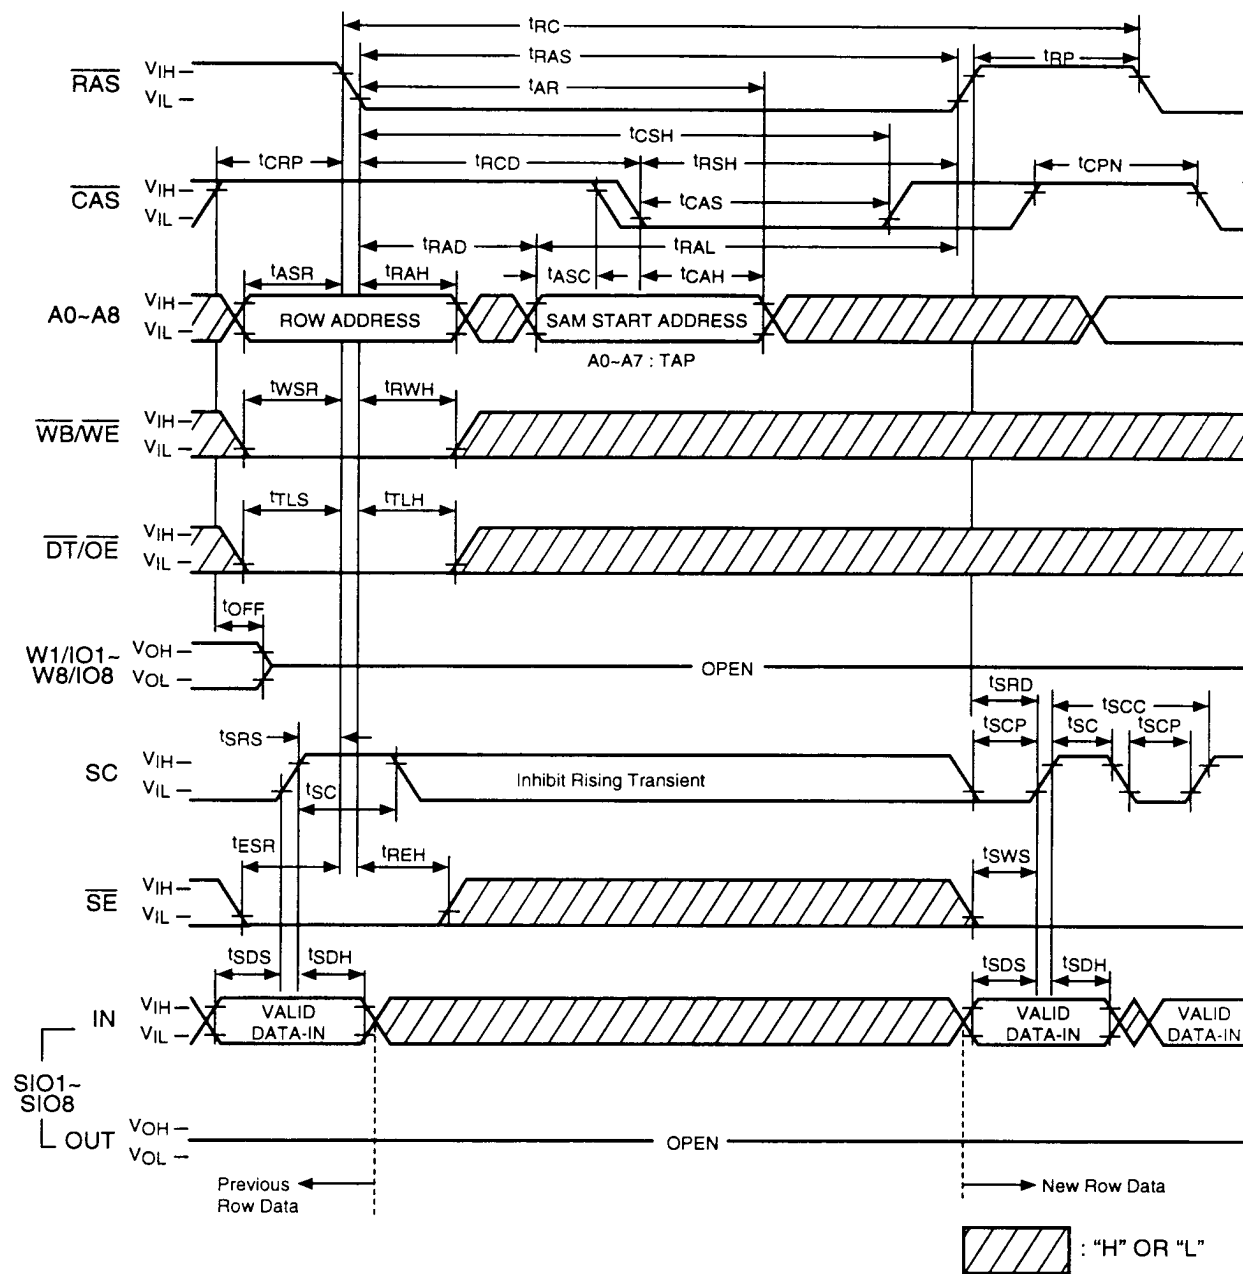 tRC
tRAS
tRP
RAS VIH
VIL
tAR
tCSH
tCRP tRCD tRSH tCPN
CAS VIH
VIL
tCAS
tRAD tRAL
tASR tRAH tASC tCAH
A0~A8 VIH
VIL
ROW ADDRESS SAM START ADDRESS
A0~A7 : TAP
tWSR tRWH
WB/WE VIH
VIL
tTLS tTLH
DT/OE VIH
VIL
tOFF
W1/IO1~
W8/IO8
VOH
VOL
OPEN
tSRD
tSCC
tSRS tSCP tSC tSCP
SC VIH
VIL
Inhibit Rising Transient
tSC
tESR tREH tSWS
SE VIH
VIL
tSDS tSDH tSDS tSDH
IN VIH
VIL
VALID
DATA-IN
VALID
DATA-IN
VALID
DATA-IN
SIO1~
SIO8
OUT VOH
VOL
OPEN
Previous
Row Data
New Row Data
: "H" OR "L"